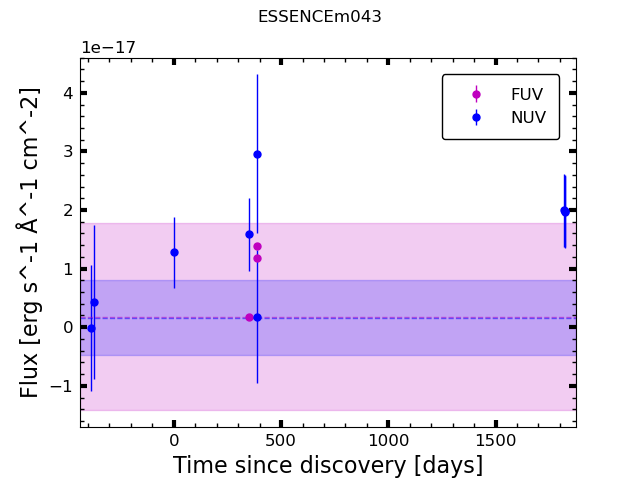 ESSENCEm043
1e−17
FUV
NUV
4
3
2
1
0
−1
Flux [erg s^-1 Å^-1 cm^-2]
0 500 1000 1500
Time since discovery [days]